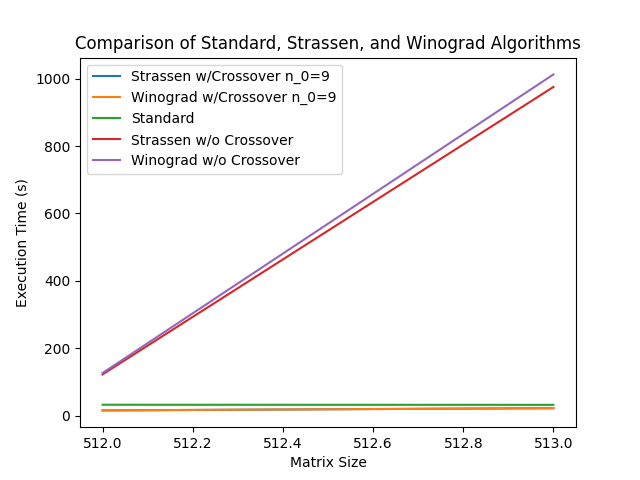 Comparison of Standard, Strassen, and Winograd Algorithms
Strassen w/Crossover n_0=9
Winograd w/Crossover n_0=9
Standard
Strassen w/o Crossover
Winograd w/o Crossover
Execution Time (s)
1000
800
600
400
200
0
512.0 512.2 512.4 512.6 512.8 513.0
Matrix Size